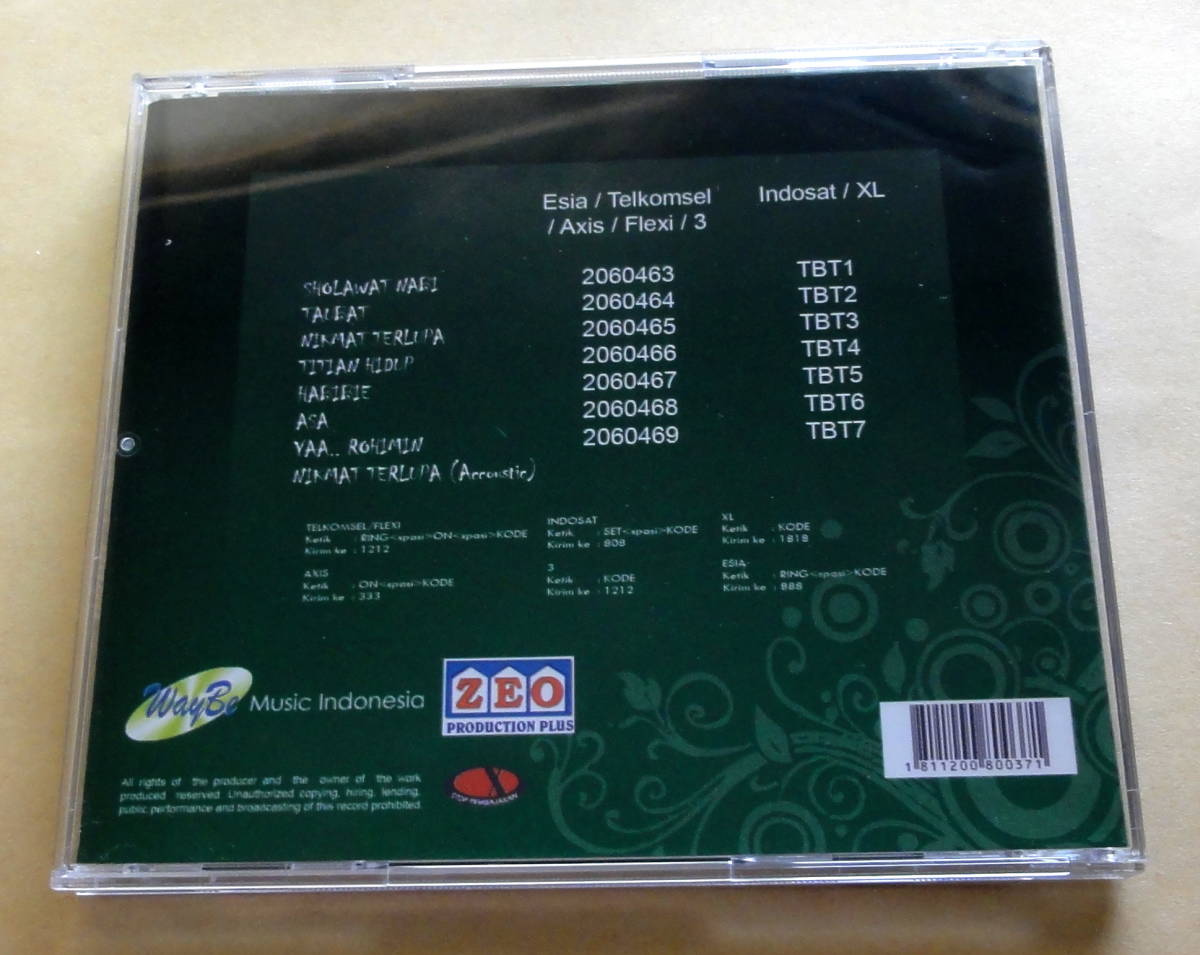 Esia / Telkomsel Indosat / XL
/ Axis / Flexi / 3
SHOLAWAT NABI 2060463 TBT1
TAUBAT 2060464 TBT2
NIKMAT TERLUPA 2060465 TBT3
TITIAN HIDUP 2060466 TBT4
HABIBIE 2060467 TBT5
ASA 2060468 TBT6
YAA.. ROHIMIN 2060469 TBT7
NIKMAT TERLUPA (Accoustic)
TELKOMSEL/FLEXI
Ketik : RING<spasi>ON<spasi>KODE
Kirim ke : 1212
INDOSAT
Ketik : SET<spasi>KODE
Kirim ke : 808
XL
Ketik : KODE
Kirim ke : 1818
AXIS
Ketik : ON<spasi>KODE
Kirim ke : 333
3
Ketik : KODE
Kirim ke : 1212
ESIA
Ketik : RING<spasi>KODE
Kirim ke : 888
WayBe Music Indonesia
ZEO
PRODUCTION PLUS
All rights of the producer and the owner of the work
produced reserved. Unauthorized copying, hiring, lending,
public performance and broadcasting of this record prohibited.
STOP PEMBAJAKAN
1 811200 800371